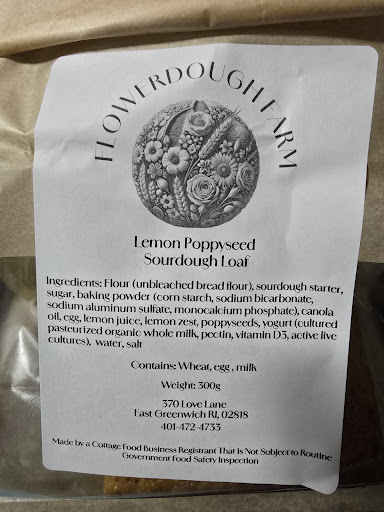 FLOWERDOUGH FARM
Lemon Poppyseed
Sourdough Loaf
Ingredients: Flour (unbleached bread flour), sourdough starter,
sugar, baking powder (corn starch, sodium bicarbonate,
sodium aluminum sulfate, monocalcium phosphate), canola
oil, egg, lemon juice, lemon zest, poppyseeds, yogurt (cultured
pasteurized organic whole milk, pectin, vitamin D3, active live
cultures), water, salt
Contains: Wheat, egg , milk
Weight: 300g
370 Love Lane
East Greenwich RI, 02818
401-472-4733
Made by a Cottage Food Business Registrant That is Not Subject to Routine
Government Food Safety Inspection